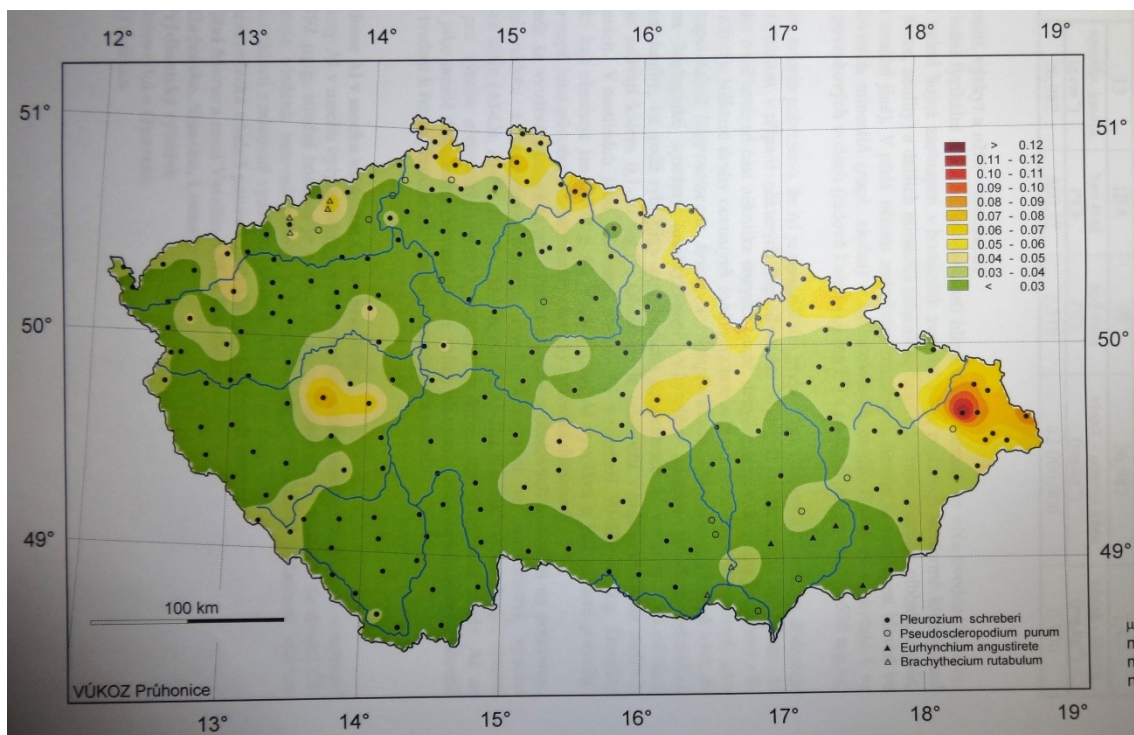 12° 13° 14° 15° 16° 17° 18° 19°
51° 51°
> 0.12
0.11 - 0.12
0.10 - 0.11
0.09 - 0.10
0.08 - 0.09
0.07 - 0.08
0.06 - 0.07
0.05 - 0.06
0.04 - 0.05
0.03 - 0.04
< 0.03
50° 50°
49° 49°
100 km
Pleurozium schreberi
Pseudoscleropodium purum
Eurhynchium angustirete
Brachythecium rutabulum
VÚKOZ Průhonice
13° 14° 15° 16° 17° 18° 19°